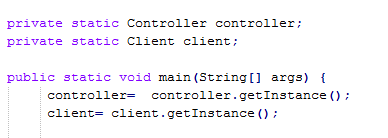 private static Controller controller;
private static Client client;

public static void main(String[] args) {
    controller=  controller.getInstance();
    client= client.getInstance();